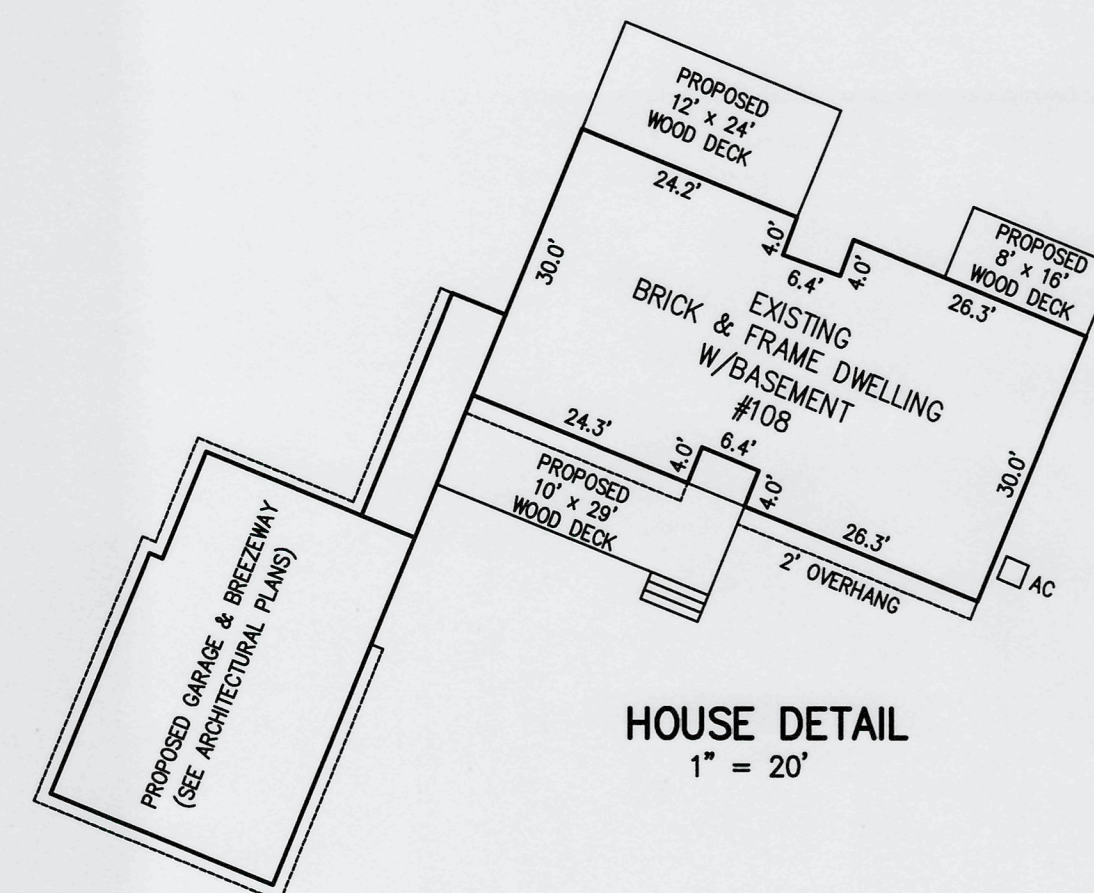 PROPOSED
12' x 24'
WOOD DECK
24.2'
4.0'
6.4'
4.0'
PROPOSED
8' x 16'
WOOD DECK
26.3'
30.0'
EXISTING
BRICK & FRAME DWELLING
W/BASEMENT
#108
24.3'
4.0'
6.4'
4.0'
30.0'
PROPOSED
10' x 29'
WOOD DECK
26.3'
2' OVERHANG
AC
PROPOSED GARAGE & BREEZEWAY
(SEE ARCHITECTURAL PLANS)
HOUSE DETAIL
1" = 20'